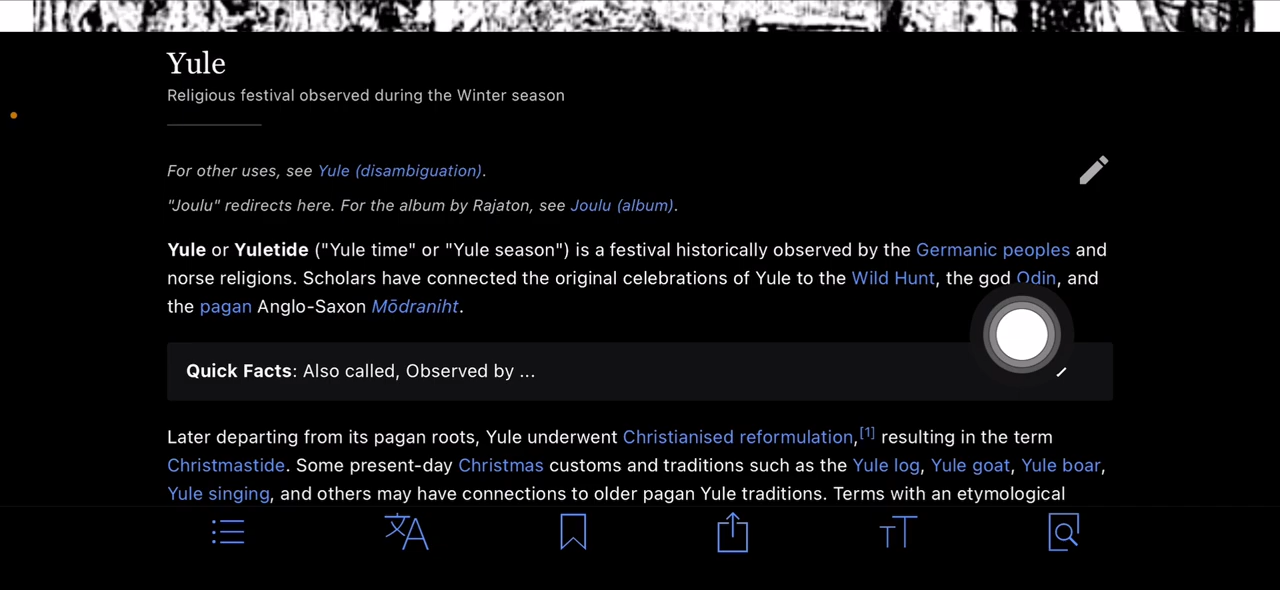 Yule
Religious festival observed during the Winter season
For other uses, see Yule (disambiguation).
"Joulu" redirects here. For the album by Rajaton, see Joulu (album).
Yule or Yuletide ("Yule time" or "Yule season") is a festival historically observed by the Germanic peoples and
norse religions. Scholars have connected the original celebrations of Yule to the Wild Hunt, the god Odin, and
the pagan Anglo-Saxon Mōdraniht.
Quick Facts: Also called, Observed by ...
Later departing from its pagan roots, Yule underwent Christianised reformulation,[1] resulting in the term
Christmastide. Some present-day Christmas customs and traditions such as the Yule log, Yule goat, Yule boar,
Yule singing, and others may have connections to older pagan Yule traditions. Terms with an etymological